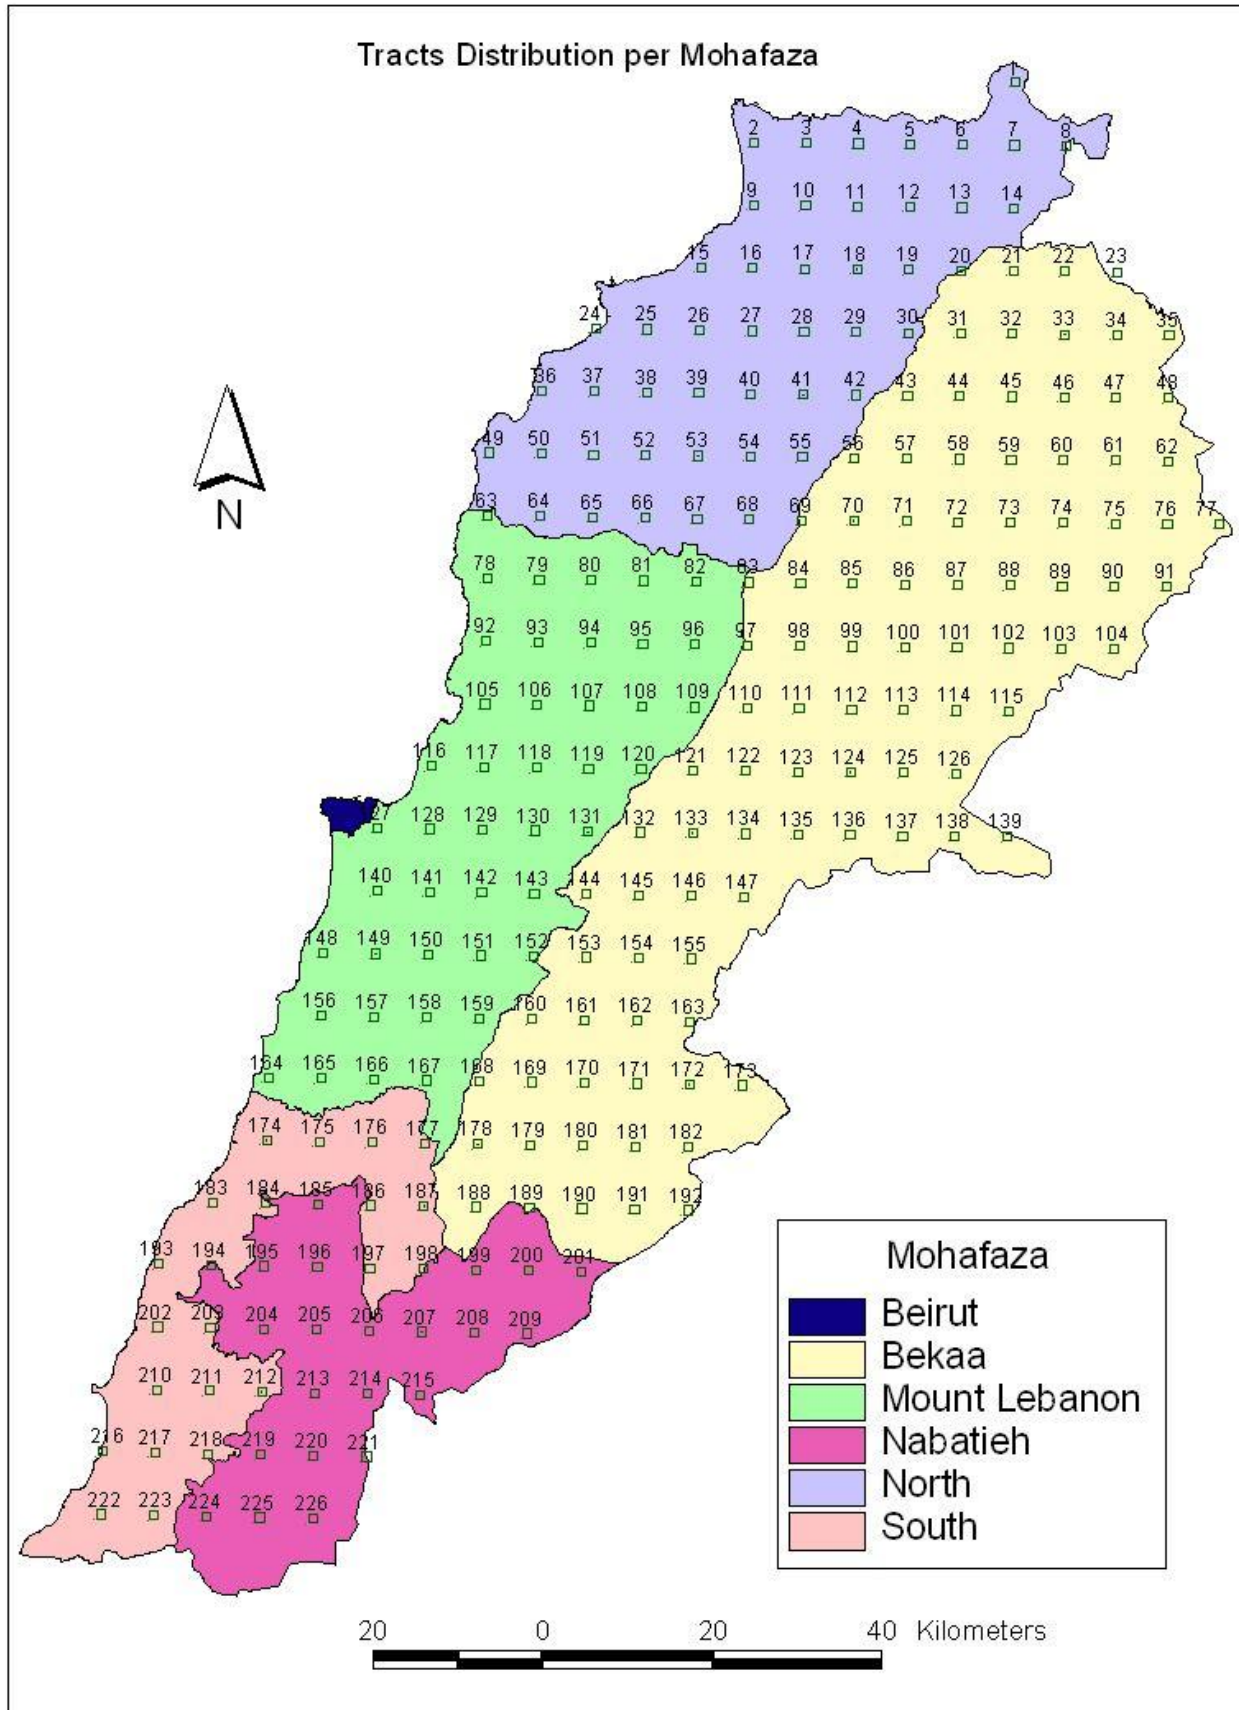 Tracts Distribution per Mohafaza
1
2 3 4 5 6 7 8
9 10 11 12 13 14
15 16 17 18 19 20 21 22 23
24 25 26 27 28 29 30 31 32 33 34 35
36 37 38 39 40 41 42 43 44 45 46 47 48
49 50 51 52 53 54 55 56 57 58 59 60 61 62
63 64 65 66 67 68 69 70 71 72 73 74 75 76 77
78 79 80 81 82 83 84 85 86 87 88 89 90 91
92 93 94 95 96 97 98 99 100 101 102 103 104
105 106 107 108 109 110 111 112 113 114 115
116 117 118 119 120 121 122 123 124 125 126
127 128 129 130 131 132 133 134 135 136 137 138 139
140 141 142 143 144 145 146 147
148 149 150 151 152 153 154 155
156 157 158 159 160 161 162 163
164 165 166 167 168 169 170 171 172 173
174 175 176 177 178 179 180 181 182
183 184 185 186 187 188 189 190 191 192
193 194 195 196 197 198 199 200 201
202 203 204 205 206 207 208 209
210 211 212 213 214 215
216 217 218 219 220 221
222 223 224 225 226
N
Mohafaza
Beirut
Bekaa
Mount Lebanon
Nabatieh
North
South
20 0 20 40 Kilometers